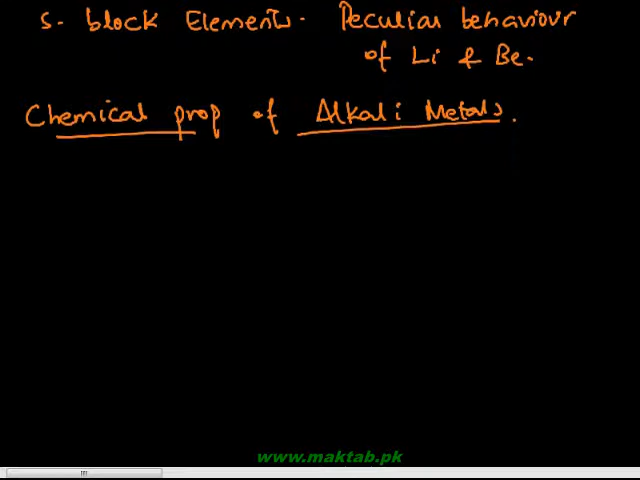 S- block Elements. Peculiar behaviour
of Li & Be.
Chemical prop of Alkali Metals.
www.maktab.pk